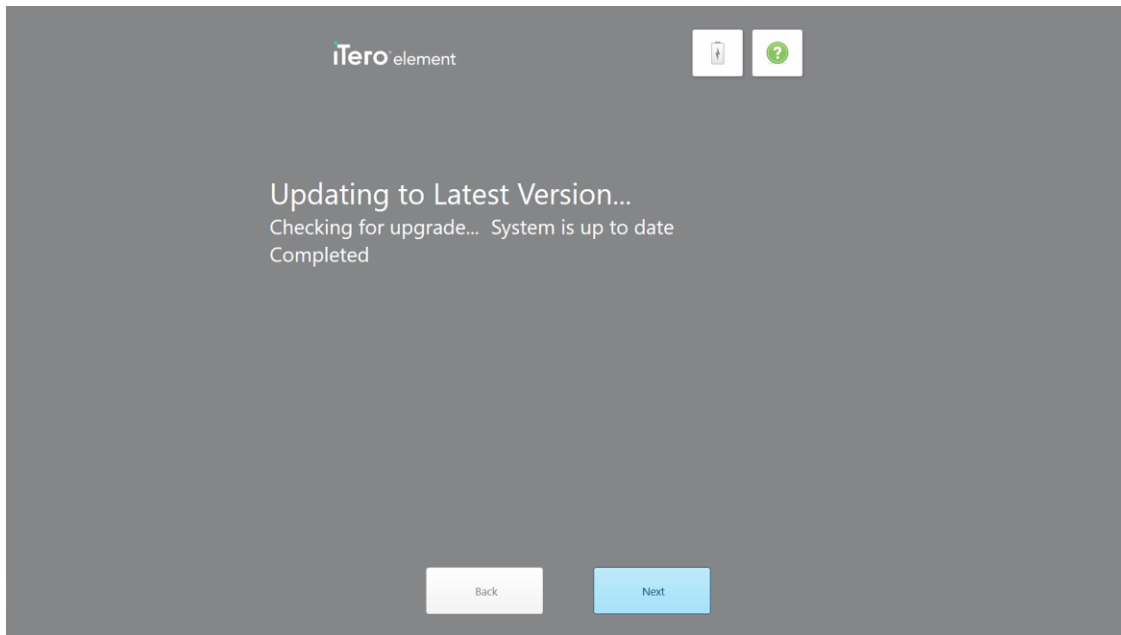 iTero element
?
Updating to Latest Version...
Checking for upgrade... System is up to date
Completed
Back
Next